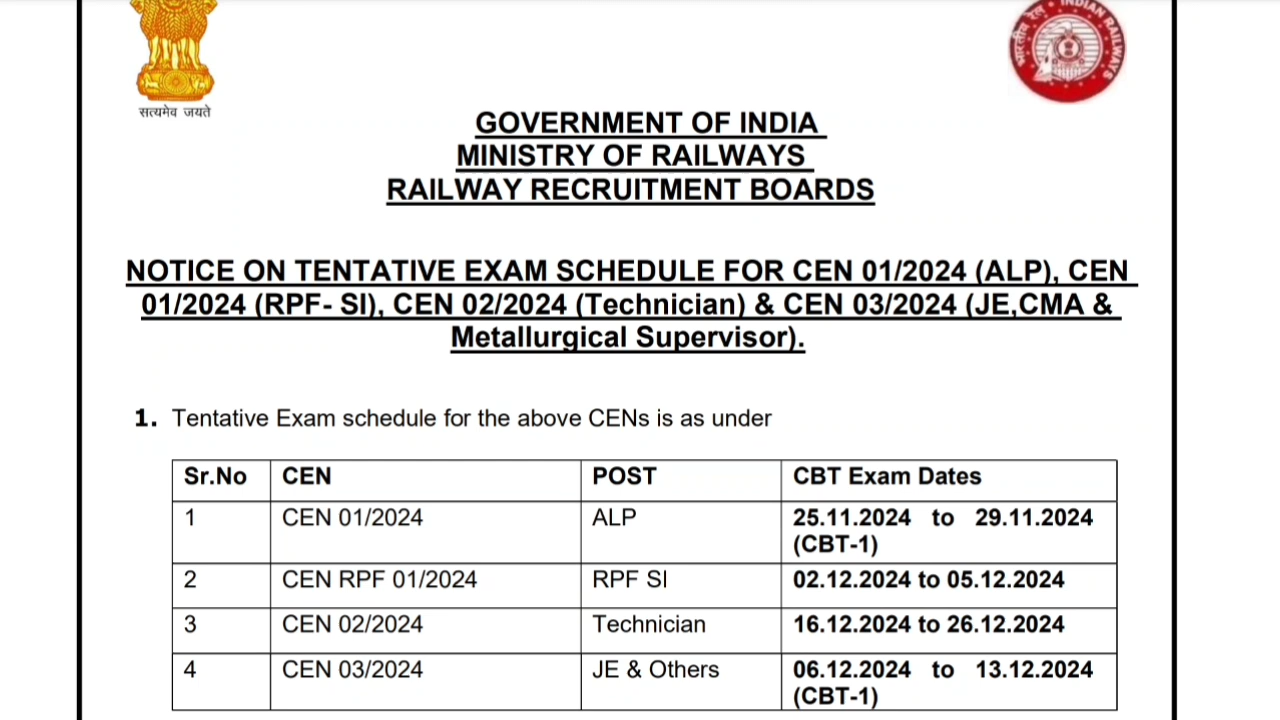 सत्यमेव जयते
भारतीय रेल • INDIAN RAILWAYS
GOVERNMENT OF INDIA
MINISTRY OF RAILWAYS
RAILWAY RECRUITMENT BOARDS
NOTICE ON TENTATIVE EXAM SCHEDULE FOR CEN 01/2024 (ALP), CEN
01/2024 (RPF- SI), CEN 02/2024 (Technician) & CEN 03/2024 (JE,CMA &
Metallurgical Supervisor).
1. Tentative Exam schedule for the above CENs is as under
Sr.No CEN POST CBT Exam Dates
1 CEN 01/2024 ALP 25.11.2024 to 29.11.2024
(CBT-1)
2 CEN RPF 01/2024 RPF SI 02.12.2024 to 05.12.2024
3 CEN 02/2024 Technician 16.12.2024 to 26.12.2024
4 CEN 03/2024 JE & Others 06.12.2024 to 13.12.2024
(CBT-1)